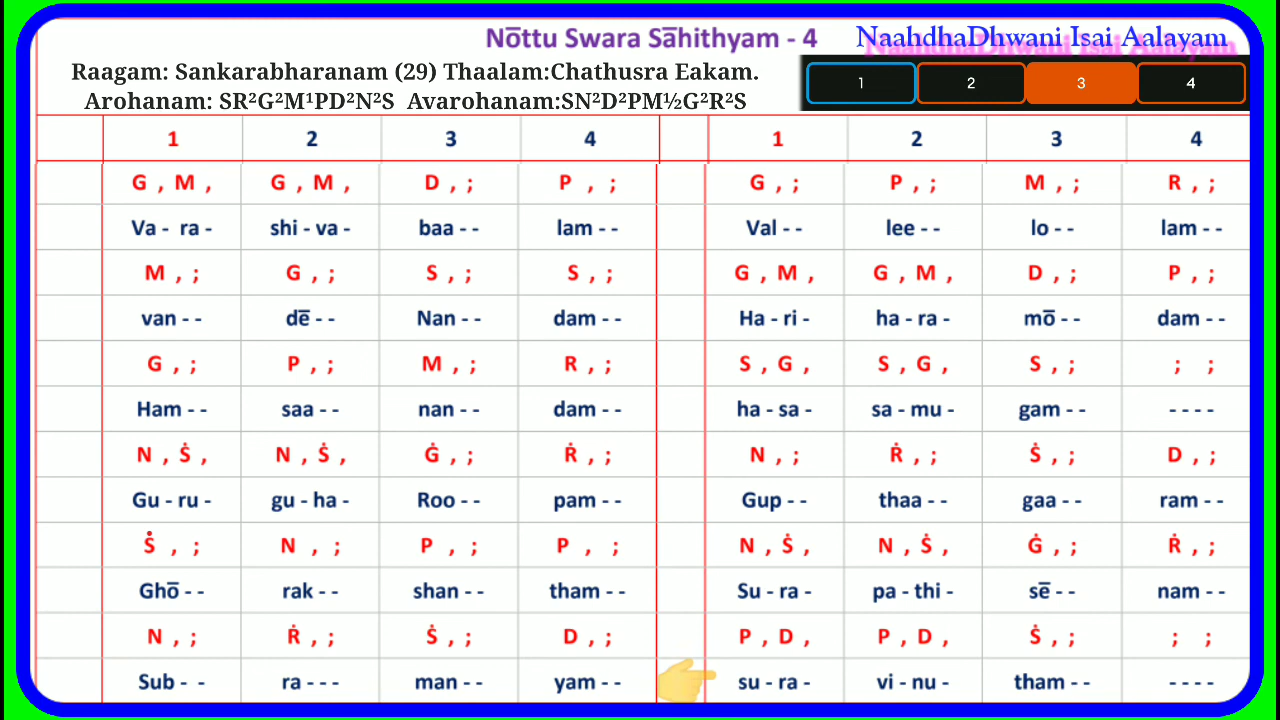 Nōttu Swara Sāhithyam - 4
NaahdhaDhwani Isai Aalayam
Raagam: Sankarabharanam (29) Thaalam:Chathusra Eakam.
Arohanam: SR²G²M¹PD²N²S Avarohanam:SN²D²PM½G²R²S
1 2 3 4
1 2 3 4 1 2 3 4
G , M , G , M , D , ; P , ; G , ; P , ; M , ; R , ;
Va - ra - shi - va - baa - - lam - - Val - - lee - - lo - - lam - -
M , ; G , ; S , ; S , ; G , M , G , M , D , ; P , ;
van - - dē - - Nan - - dam - - Ha - ri - ha - ra - mō - - dam - -
G , ; P , ; M , ; R , ; S , G , S , G , S , ; ; ;
Ham - - saa - - nan - - dam - - ha - sa - sa - mu - gam - - - - - -
N , Ṡ , N , Ṡ , Ġ , ; Ṙ , ; N , ; Ṙ , ; Ṡ , ; D , ;
Gu - ru - gu - ha - Roo - - pam - - Gup - - thaa - - gaa - - ram - -
Ṡ , ; N , ; P , ; P , ; N , Ṡ , N , Ṡ , Ġ , ; Ṙ , ;
Ghō - - rak - - shan - - tham - - Su - ra - pa - thi - sē - - nam - -
N , ; Ṙ , ; Ṡ , ; D , ; P , D , P , D , Ṡ , ; ; ;
Sub - - ra - - - man - - yam - - su - ra - vi - nu - tham - - - - - -